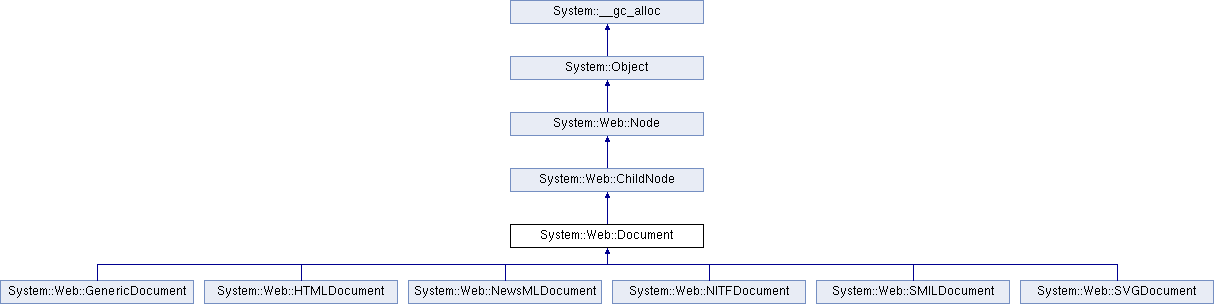 System::__gc_alloc
System::Object
System::Web::Node
System::Web::ChildNode
System::Web::Document
System::Web::GenericDocument System::Web::HTMLDocument System::Web::NewsMLDocument System::Web::NITFDocument System::Web::SMILDocument System::Web::SVGDocument